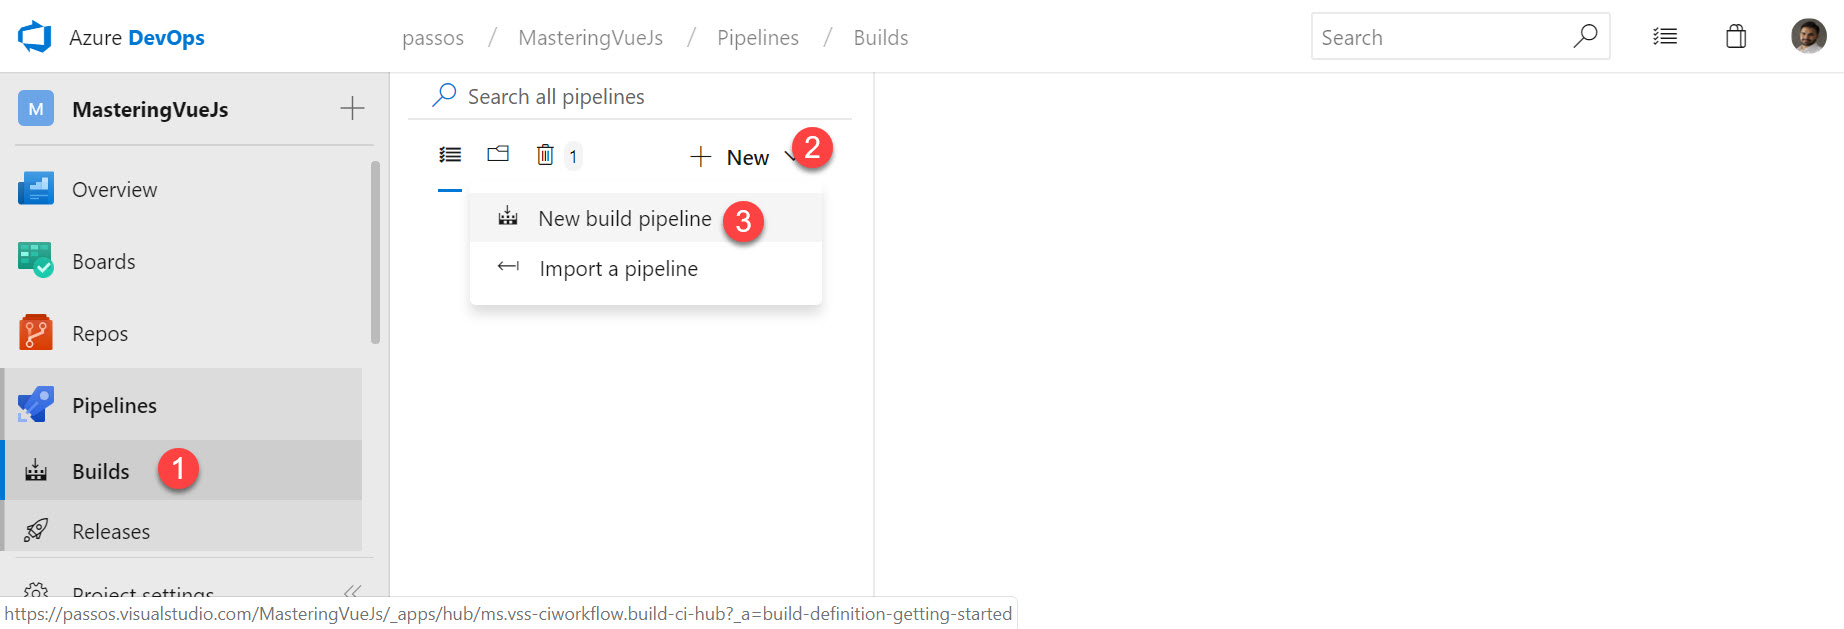 Azure DevOps
passos / MasteringVueJs / Pipelines / Builds
Search
M MasteringVueJs
Overview
Boards
Repos
Pipelines
Builds 1
Releases
Project settings
Search all pipelines
1
New 2
New build pipeline 3
Import a pipeline
https://passos.visualstudio.com/MasteringVueJs/_apps/hub/ms.vss-ciworkflow.build-ci-hub?_a=build-definition-getting-started